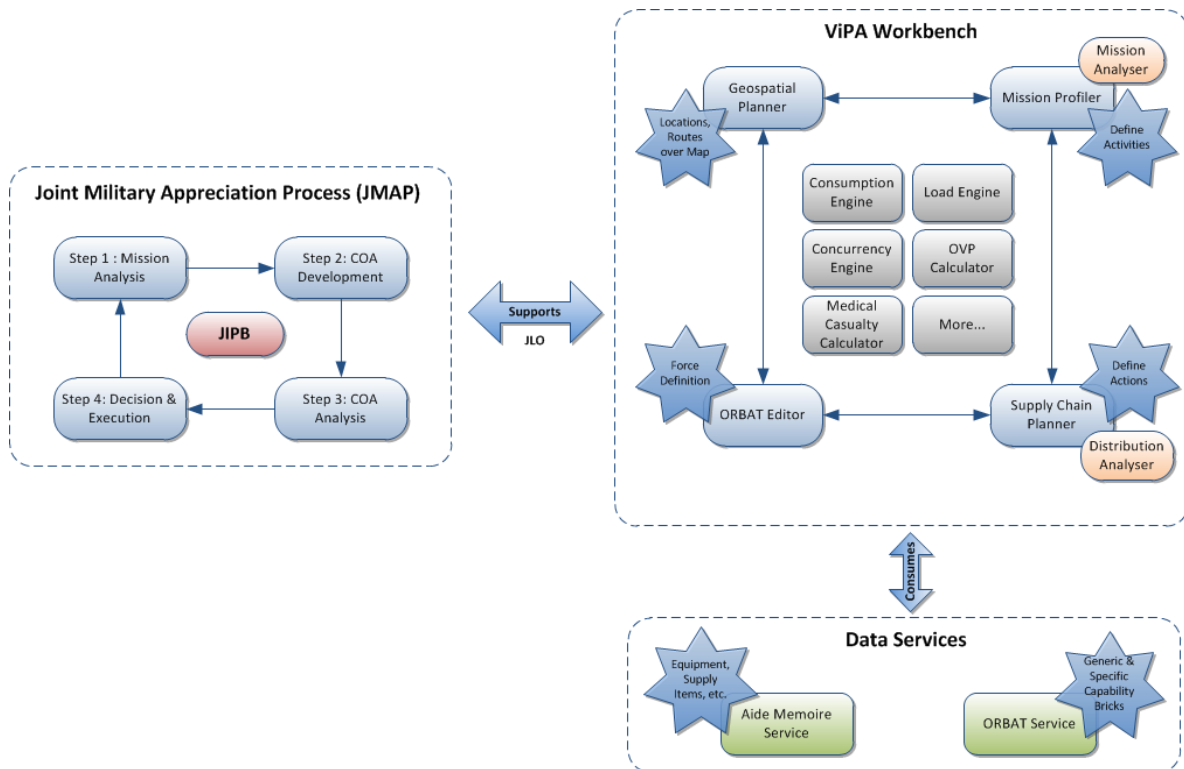 ViPA Workbench
Mission
Analyser
Geospatial
Planner
Mission Profiler
Locations,
Routes
over Map
Define
Activities
Consumption
Engine
Load Engine
Concurrency
Engine
OVP
Calculator
Medical
Casualty
Calculator
More...
Force
Definition
Define
Actions
ORBAT Editor
Supply Chain
Planner
Distribution
Analyser
Joint Military Appreciation Process (JMAP)
Step 1 : Mission
Analysis
Step 2: COA
Development
JIPB
Step 4: Decision &
Execution
Step 3: COA
Analysis
Supports
JLO
Consumes
Data Services
Equipment,
Supply
Items, etc.
Aide Memoire
Service
Generic &
Specific
Capability
Bricks
ORBAT Service